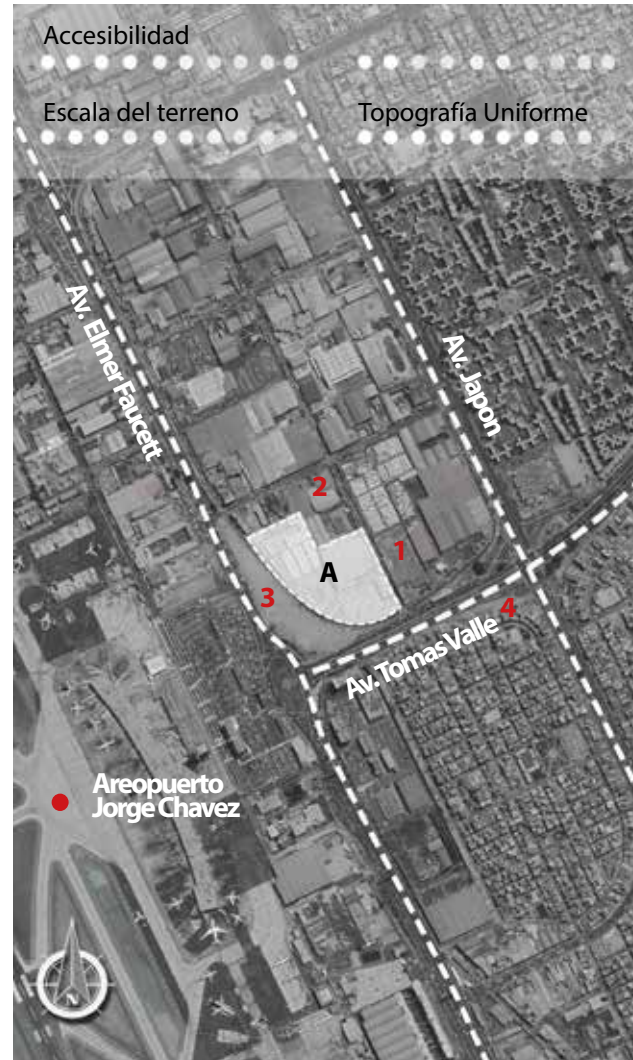 Accesibilidad
Escala del terreno
Topografía Uniforme
Av. Elmer Faucett
Av. Japon
2
1
A
3
4
Av. Tomas Valle
Areopuerto
Jorge Chavez
N